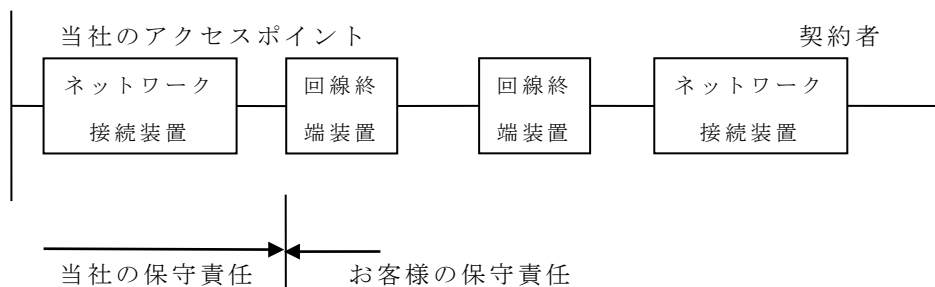 当社のアクセスポイント
契約者
ネットワーク
接続装置
回線終
端装置
回線終
端装置
ネットワーク
接続装置
当社の保守責任
お客様の保守責任